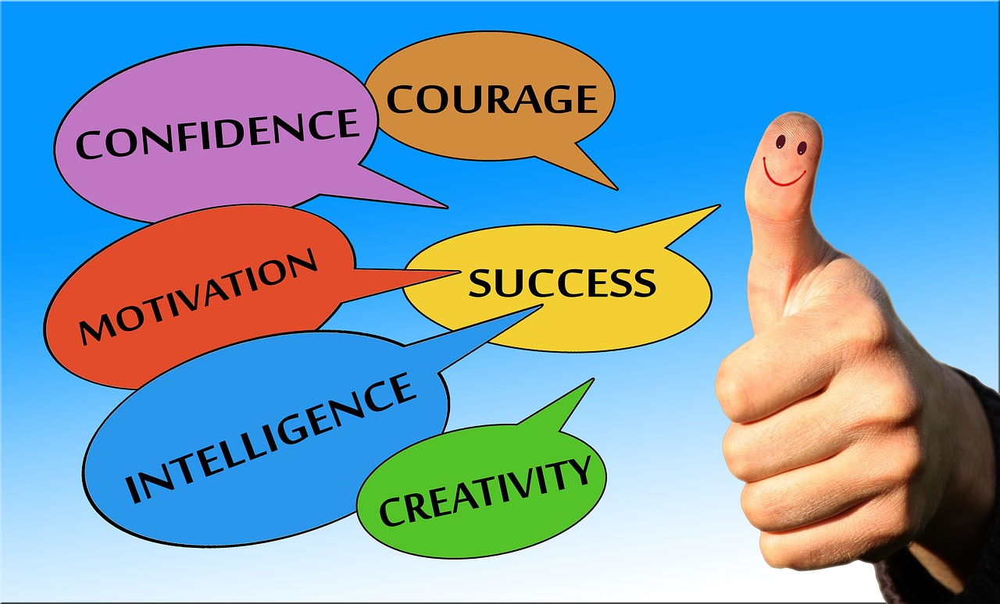 CONFIDENCE
COURAGE
MOTIVATION
SUCCESS
INTELLIGENCE
CREATIVITY